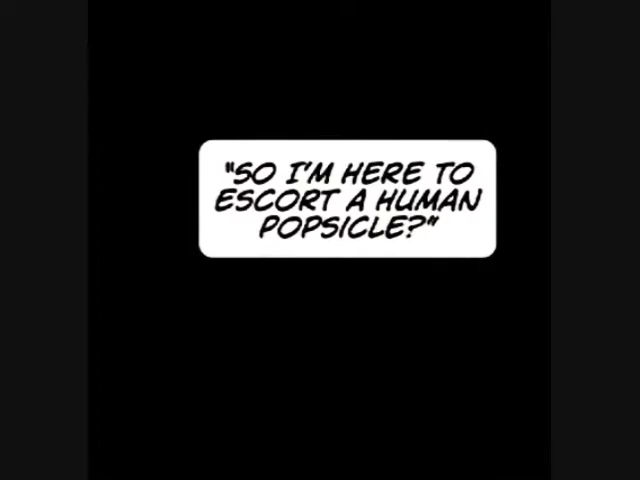 "SO I'M HERE TO
ESCORT A HUMAN
POPSICLE?"